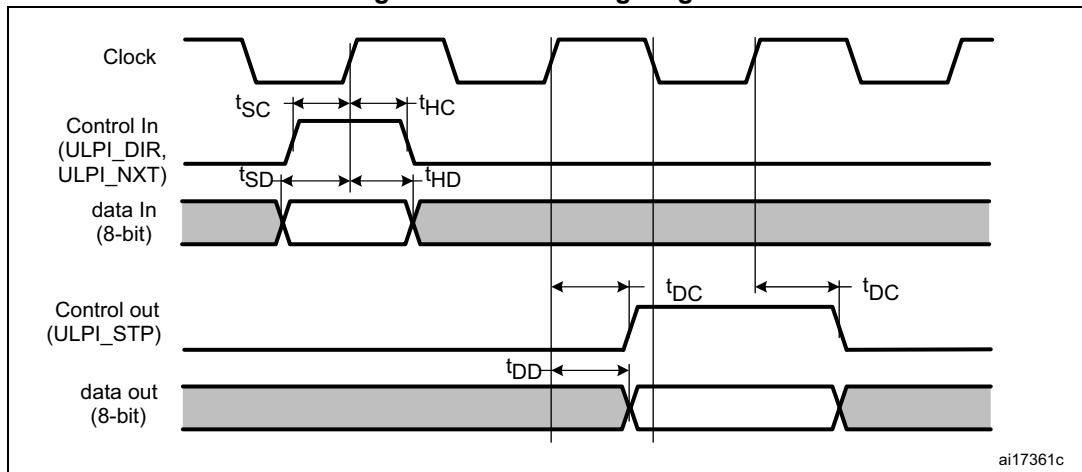 Clock
tSC
tHC
Control In
(ULPI_DIR,
ULPI_NXT)
tSD
tHD
data In
(8-bit)
Control out
(ULPI_STP)
tDC
tDC
tDD
data out
(8-bit)
ai17361c